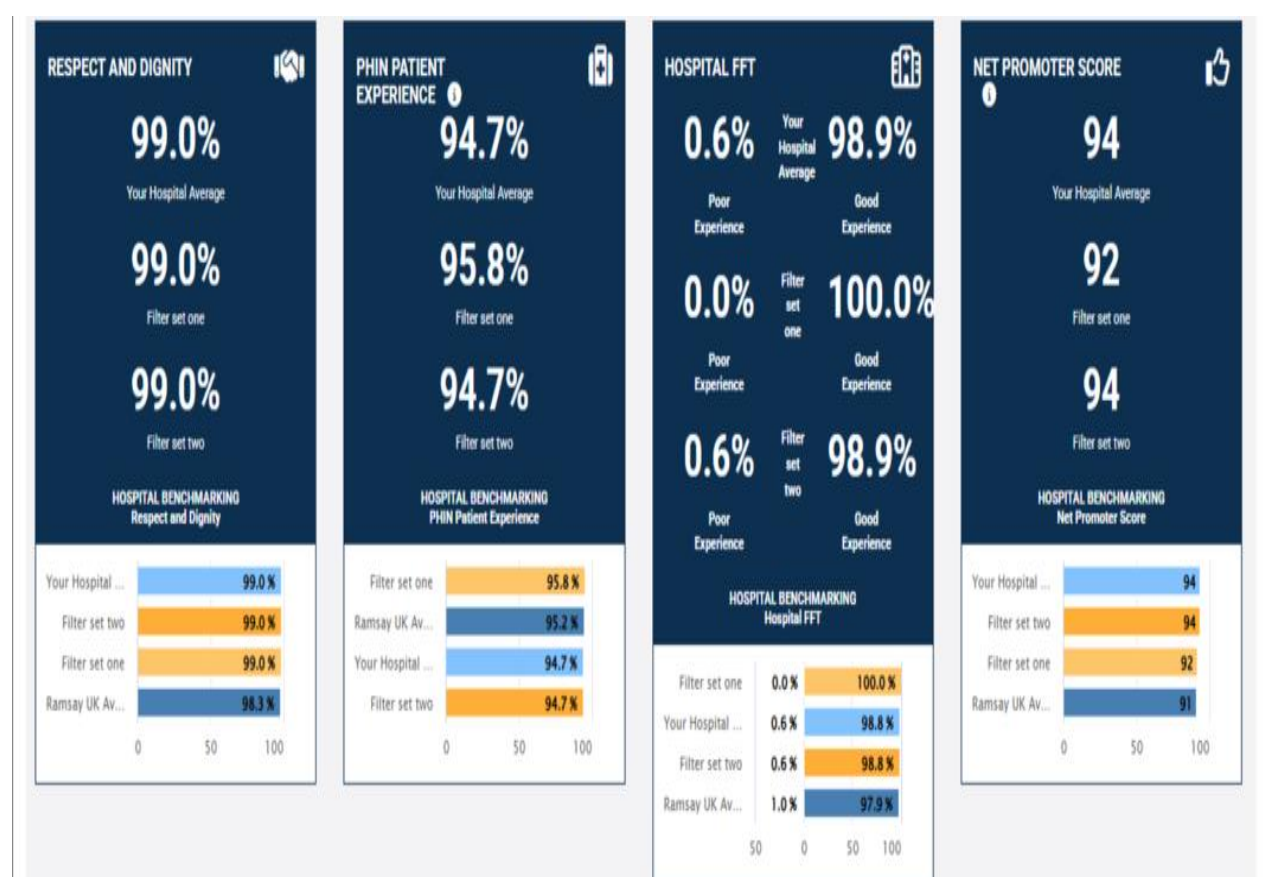 RESPECT AND DIGNITY
99.0%
Your Hospital Average
99.0%
Filter set one
99.0%
Filter set two
HOSPITAL BENCHMARKING
Respect and Dignity
Your Hospital ... 99.0 %
Filter set two 99.0 %
Filter set one 99.0 %
Ramsay UK Av... 98.3 %
0 50 100
PHIN PATIENT
EXPERIENCE i
94.7%
Your Hospital Average
95.8%
Filter set one
94.7%
Filter set two
HOSPITAL BENCHMARKING
PHIN Patient Experience
Filter set one 95.8 %
Ramsay UK Av... 95.2 %
Your Hospital ... 94.7 %
Filter set two 94.7 %
0 50 100
HOSPITAL FFT
0.6% Your Hospital Average 98.9%
Poor Experience Good Experience
0.0% Filter set one 100.0%
Poor Experience Good Experience
0.6% Filter set two 98.9%
Poor Experience Good Experience
HOSPITAL BENCHMARKING
Hospital FFT
Filter set one 0.0 % 100.0 %
Your Hospital ... 0.6 % 98.8 %
Filter set two 0.6 % 98.8 %
Ramsay UK Av... 1.0 % 97.9 %
50 0 50 100
NET PROMOTER SCORE
i
94
Your Hospital Average
92
Filter set one
94
Filter set two
HOSPITAL BENCHMARKING
Net Promoter Score
Your Hospital ... 94
Filter set two 94
Filter set one 92
Ramsay UK Av... 91
0 50 100